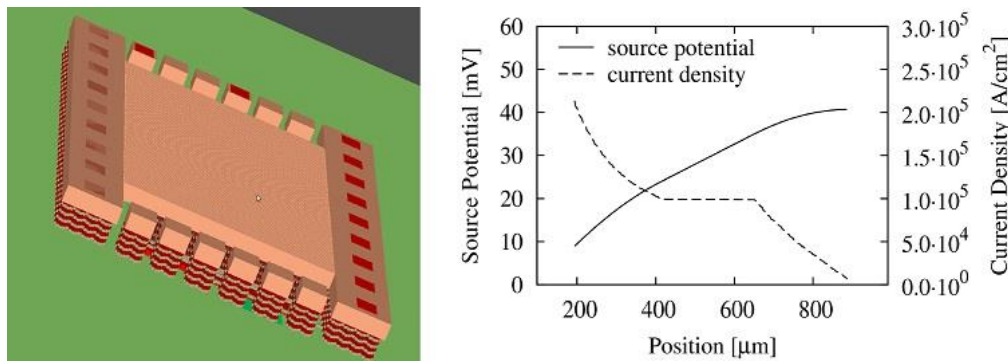 60
50
40
30
20
10
0
Source Potential [mV]
source potential
current density
3.0·10^5
2.5·10^5
2.0·10^5
1.5·10^5
1.0·10^5
5.0·10^4
0.0·10^0
Current Density [A/cm^2]
200 400 600 800
Position [μm]